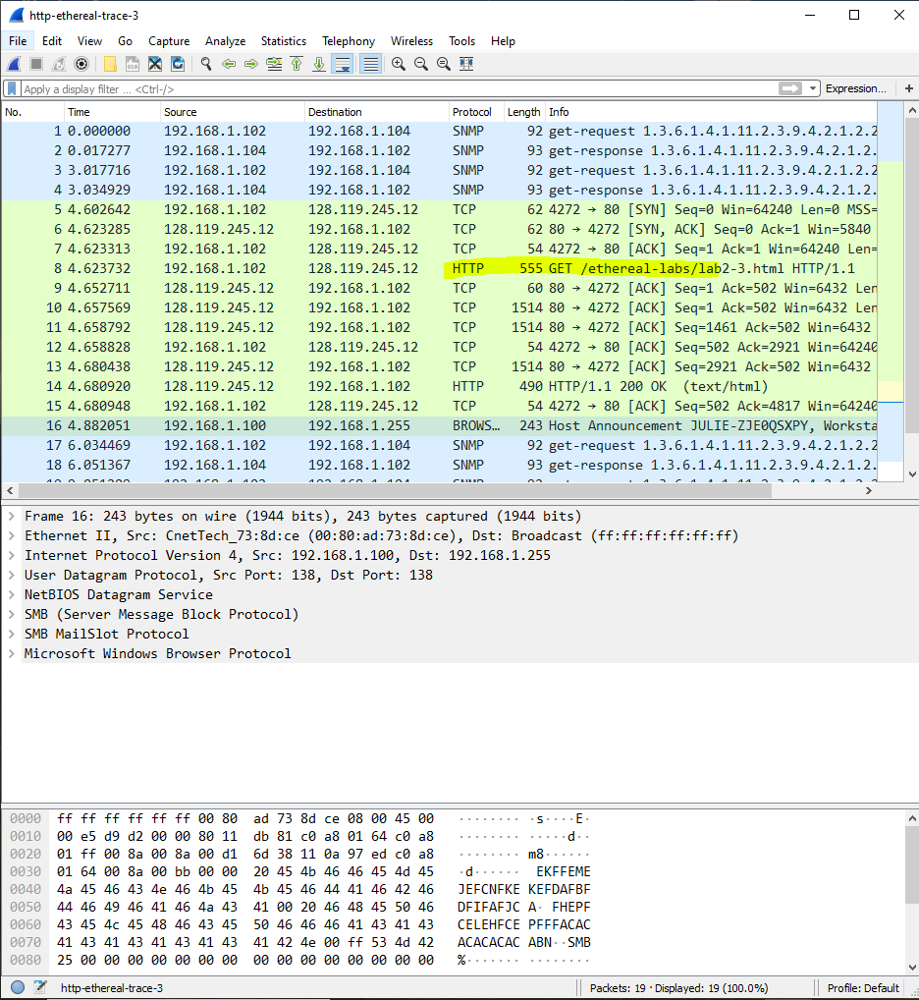 http-ethereal-trace-3
File Edit View Go Capture Analyze Statistics Telephony Wireless Tools Help
Apply a display filter ... <Ctrl-/> Expression... +
No. Time Source Destination Protocol Length Info
1 0.000000 192.168.1.102 192.168.1.104 SNMP 92 get-request 1.3.6.1.4.1.11.2.3.9.4.2.1.2.2
2 0.017277 192.168.1.104 192.168.1.102 SNMP 93 get-response 1.3.6.1.4.1.11.2.3.9.4.2.1.2.
3 3.017716 192.168.1.102 192.168.1.104 SNMP 92 get-request 1.3.6.1.4.1.11.2.3.9.4.2.1.2.2
4 3.034929 192.168.1.104 192.168.1.102 SNMP 93 get-response 1.3.6.1.4.1.11.2.3.9.4.2.1.2.
5 4.602642 192.168.1.102 128.119.245.12 TCP 62 4272 → 80 [SYN] Seq=0 Win=64240 Len=0 MSS=
6 4.623285 128.119.245.12 192.168.1.102 TCP 62 80 → 4272 [SYN, ACK] Seq=0 Ack=1 Win=5840
7 4.623313 192.168.1.102 128.119.245.12 TCP 54 4272 → 80 [ACK] Seq=1 Ack=1 Win=64240 Len=
8 4.623732 192.168.1.102 128.119.245.12 HTTP 555 GET /ethereal-labs/lab2-3.html HTTP/1.1
9 4.652711 128.119.245.12 192.168.1.102 TCP 60 80 → 4272 [ACK] Seq=1 Ack=502 Win=6432 Len
10 4.657569 128.119.245.12 192.168.1.102 TCP 1514 80 → 4272 [ACK] Seq=1 Ack=502 Win=6432 Len
11 4.658792 128.119.245.12 192.168.1.102 TCP 1514 80 → 4272 [ACK] Seq=1461 Ack=502 Win=6432
12 4.658828 192.168.1.102 128.119.245.12 TCP 54 4272 → 80 [ACK] Seq=502 Ack=2921 Win=64240
13 4.680438 128.119.245.12 192.168.1.102 TCP 1514 80 → 4272 [ACK] Seq=2921 Ack=502 Win=6432
14 4.680920 128.119.245.12 192.168.1.102 HTTP 490 HTTP/1.1 200 OK (text/html)
15 4.680948 192.168.1.102 128.119.245.12 TCP 54 4272 → 80 [ACK] Seq=502 Ack=4817 Win=64240
16 4.882051 192.168.1.100 192.168.1.255 BROWS… 243 Host Announcement JULIE-ZJE0QSXPY, Worksta
17 6.034469 192.168.1.102 192.168.1.104 SNMP 92 get-request 1.3.6.1.4.1.11.2.3.9.4.2.1.2.2
18 6.051367 192.168.1.104 192.168.1.102 SNMP 93 get-response 1.3.6.1.4.1.11.2.3.9.4.2.1.2.
Frame 16: 243 bytes on wire (1944 bits), 243 bytes captured (1944 bits)
Ethernet II, Src: CnetTech_73:8d:ce (00:80:ad:73:8d:ce), Dst: Broadcast (ff:ff:ff:ff:ff:ff)
Internet Protocol Version 4, Src: 192.168.1.100, Dst: 192.168.1.255
User Datagram Protocol, Src Port: 138, Dst Port: 138
NetBIOS Datagram Service
SMB (Server Message Block Protocol)
SMB MailSlot Protocol
Microsoft Windows Browser Protocol
0000 ff ff ff ff ff ff 00 80 ad 73 8d ce 08 00 45 00 ········ ·s····E·
0010 00 e5 d9 d2 00 00 80 11 db 81 c0 a8 01 64 c0 a8 ········ ·····d··
0020 01 ff 00 8a 00 8a 00 d1 6d 38 11 0a 97 ed c0 a8 ········ m8······
0030 01 64 00 8a 00 bb 00 00 20 45 4b 46 46 45 4d 45 ·d······ EKFFEME
0040 4a 45 46 43 4e 46 4b 45 4b 45 46 44 41 46 42 46 JEFCNFKE KEFDAFBF
0050 44 46 49 46 41 46 4a 43 41 00 20 46 48 45 50 46 DFIFAFJC A· FHEPF
0060 43 45 4c 45 48 46 43 45 50 46 46 46 41 43 41 43 CELEHFCE PFFFACAC
0070 41 43 41 43 41 43 41 43 41 42 4e 00 ff 53 4d 42 ACACACAC ABN··SMB
0080 25 00 00 00 00 00 00 00 00 00 00 00 00 00 00 00 %······· ········
http-ethereal-trace-3 Packets: 19 · Displayed: 19 (100.0%) Profile: Default